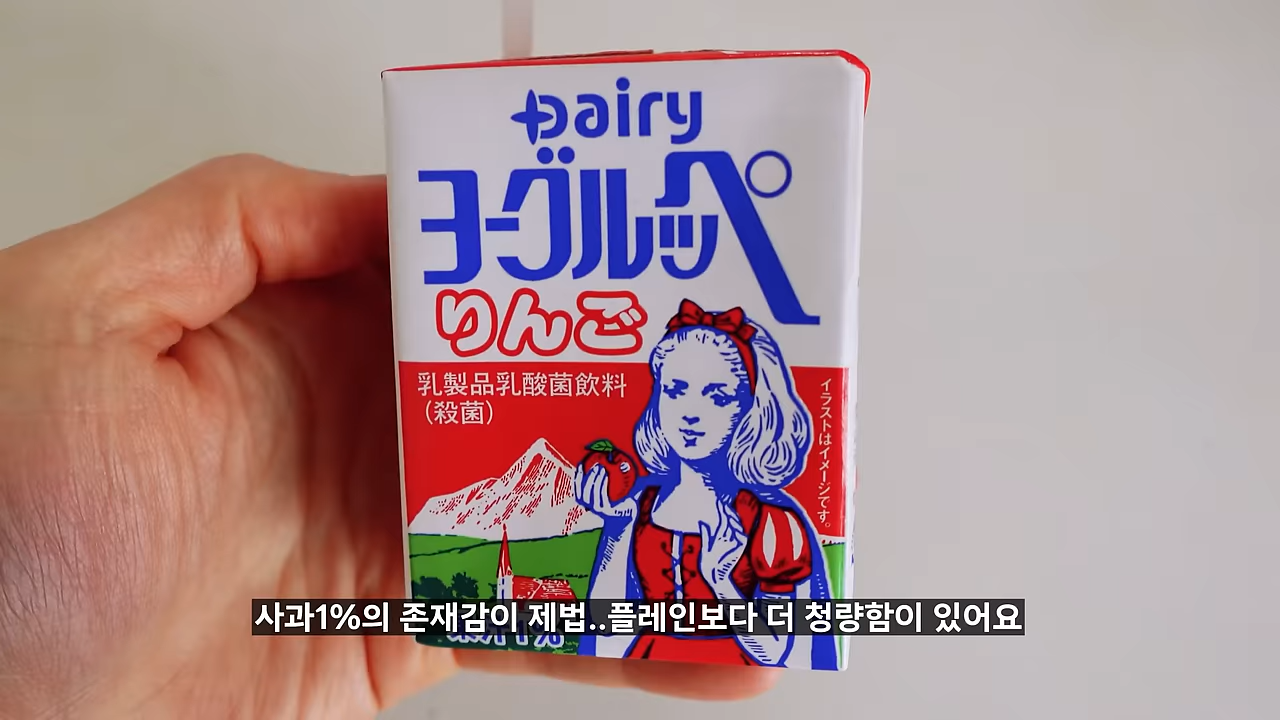 Dairy
ヨーグルッペ
りんご
乳製品乳酸菌飲料
（殺菌）
イラストはイメージです。
사과1%의 존재감이 제법..플레인보다 더 청량함이 있어요